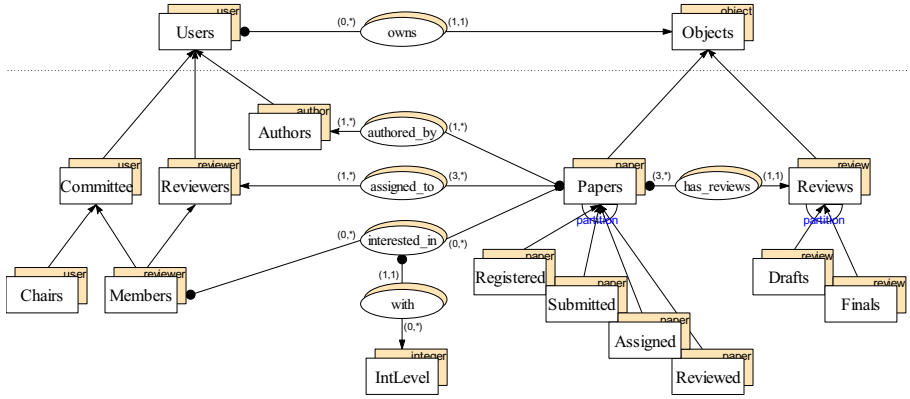 user
object
Users
(0,*)
owns
(1,1)
Objects
author
Authors
(1,*)
authored_by
(1,*)
user
Committee
reviewer
Reviewers
(1,*)
assigned_to
(3,*)
paper
Papers
(3,*)
has_reviews
(1,1)
review
Reviews
partition
partition
(0,*)
interested_in
(0,*)
user
Chairs
reviewer
Members
(1,1)
with
(0,*)
paper
Registered
paper
Submitted
paper
Assigned
paper
Reviewed
review
Drafts
review
Finals
integer
IntLevel